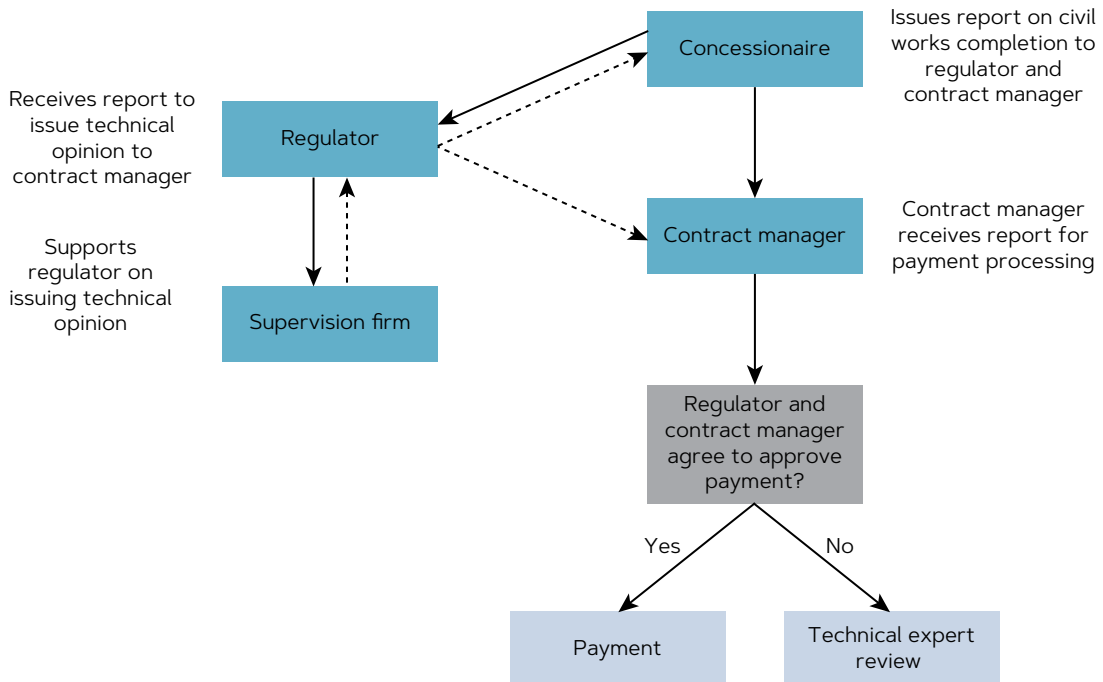 Concessionaire
Issues report on civil
works completion to
regulator and
contract manager
Receives report to
issue technical
opinion to
contract manager
Regulator
Contract manager
Contract manager
receives report for
payment processing
Supports
regulator on
issuing technical
opinion
Supervision firm
Regulator and
contract manager
agree to approve
payment?
Yes
No
Payment
Technical expert
review